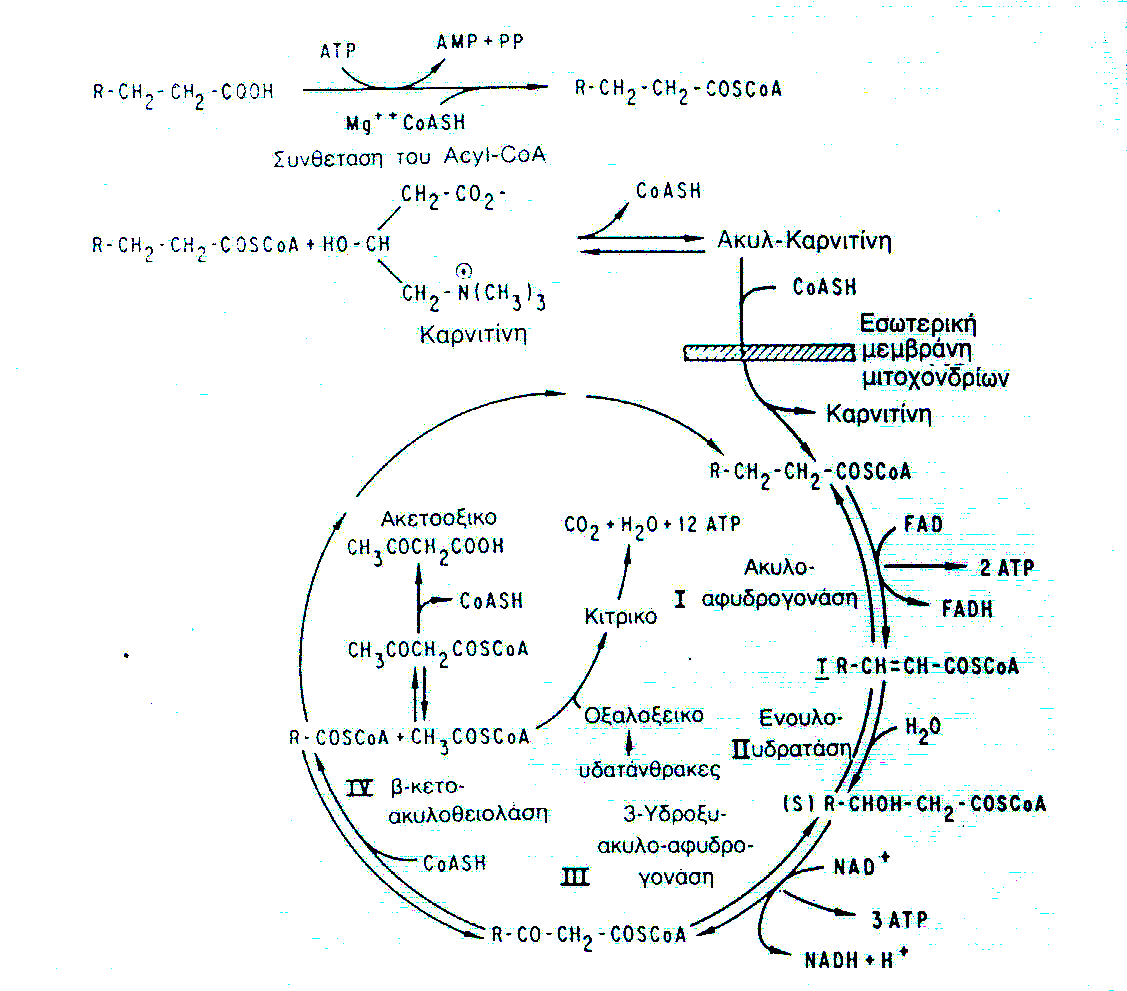 ATP
AMP + PP
R-CH2-CH2-COOH
R-CH2-CH2-COSCoA
Mg++ CoASH
Συνθεταση του Acyl-CoA
CH2-CO2-
CoASH
R-CH2-CH2-COSCoA + HO-CH
Ακυλ-Καρνιτίνη
CH2-N(CH3)3
+
Καρνιτίνη
CoASH
Εσωτερική
μεμβράνη
μιτοχονδρίων
Καρνιτίνη
R-CH2-CH2-COSCoA
Ακετοοξικο
CH3COCH2COOH
CO2 + H2O + 12 ATP
FAD
2 ATP
FADH
Ακυλο-
I αφυδρογονάση
CoASH
Κιτρικο
CH3COCH2COSCoA
T R-CH=CH-COSCoA
R-COSCoA + CH3COSCoA
Οξαλοξεικο
υδατάνθρακες
Ενουλο-
II υδρατάση
H2O
(S) R-CHOH-CH2-COSCoA
IV β-κετο-
ακυλοθειολάση
CoASH
3-Υδροξυ-
ακυλο-αφυδρο-
III γονάση
NAD+
3 ATP
NADH + H+
R-CO-CH2-COSCoA